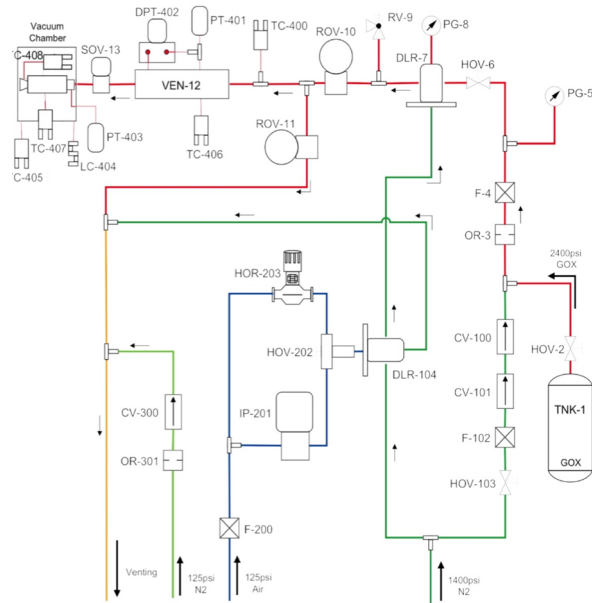 DPT-402
PT-401
TC-400
ROV-10
RV-9
PG-8
Vacuum
Chamber
C-408
SOV-13
DLR-7
HOV-6
VEN-12
PG-5
ROV-11
PT-403
TC-407
TC-406
LC-404
C-405
F-4
OR-3
2400psi
GOX
HOR-203
CV-100
HOV-2
HOV-202
DLR-104
CV-101
TNK-1
CV-300
IP-201
F-102
OR-301
GOX
HOV-103
F-200
Venting
125psi
N2
125psi
Air
1400psi
N2